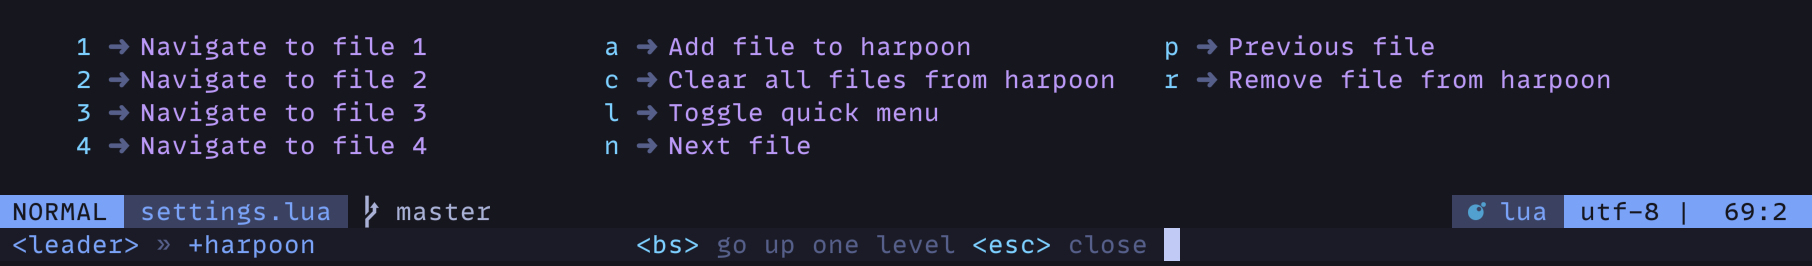 1 ➜ Navigate to file 1 a ➜ Add file to harpoon p ➜ Previous file
2 ➜ Navigate to file 2 c ➜ Clear all files from harpoon r ➜ Remove file from harpoon
3 ➜ Navigate to file 3 l ➜ Toggle quick menu
4 ➜ Navigate to file 4 n ➜ Next file
NORMAL settings.lua master lua utf-8 | 69:2
<leader> » +harpoon <bs> go up one level <esc> close